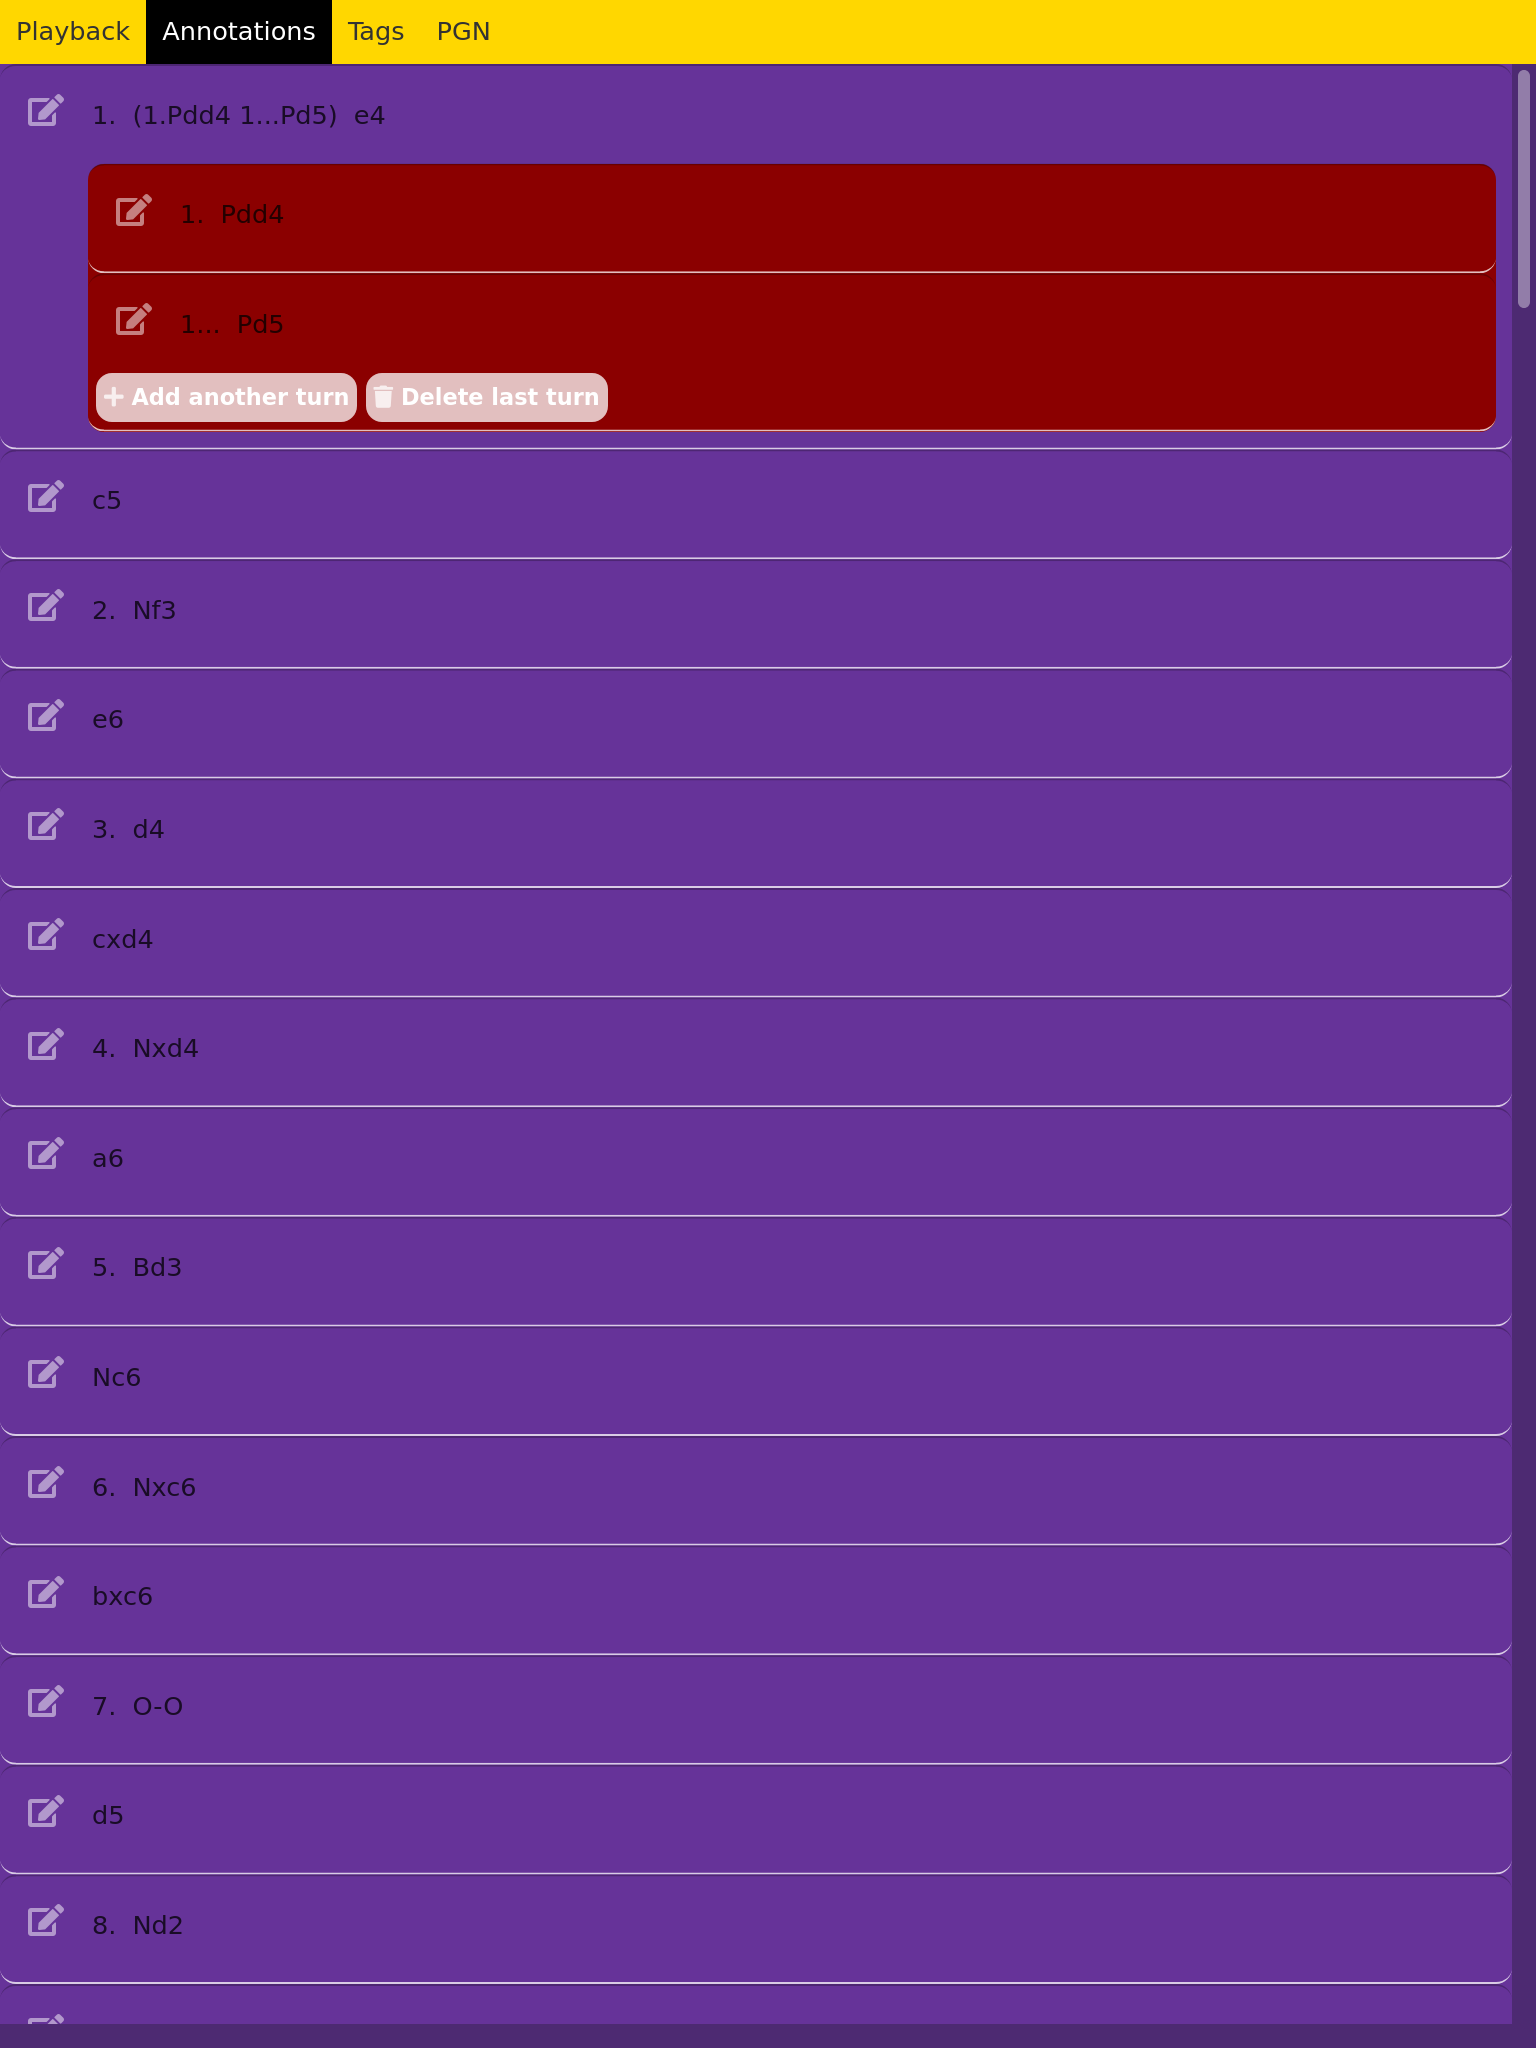 Playback Annotations Tags PGN
1. (1.Pdd4 1...Pd5) e4
1. Pdd4
1... Pd5
Add another turn Delete last turn
c5
2. Nf3
e6
3. d4
cxd4
4. Nxd4
a6
5. Bd3
Nc6
6. Nxc6
bxc6
7. O-O
d5
8. Nd2